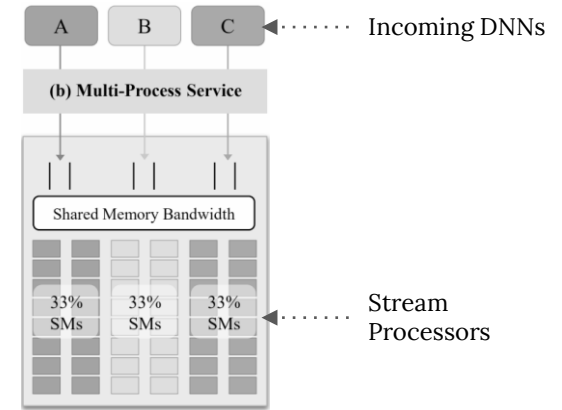 A B C
Incoming DNNs
(b) Multi-Process Service
Shared Memory Bandwidth
33% 33% 33%
SMs SMs SMs
Stream
Processors